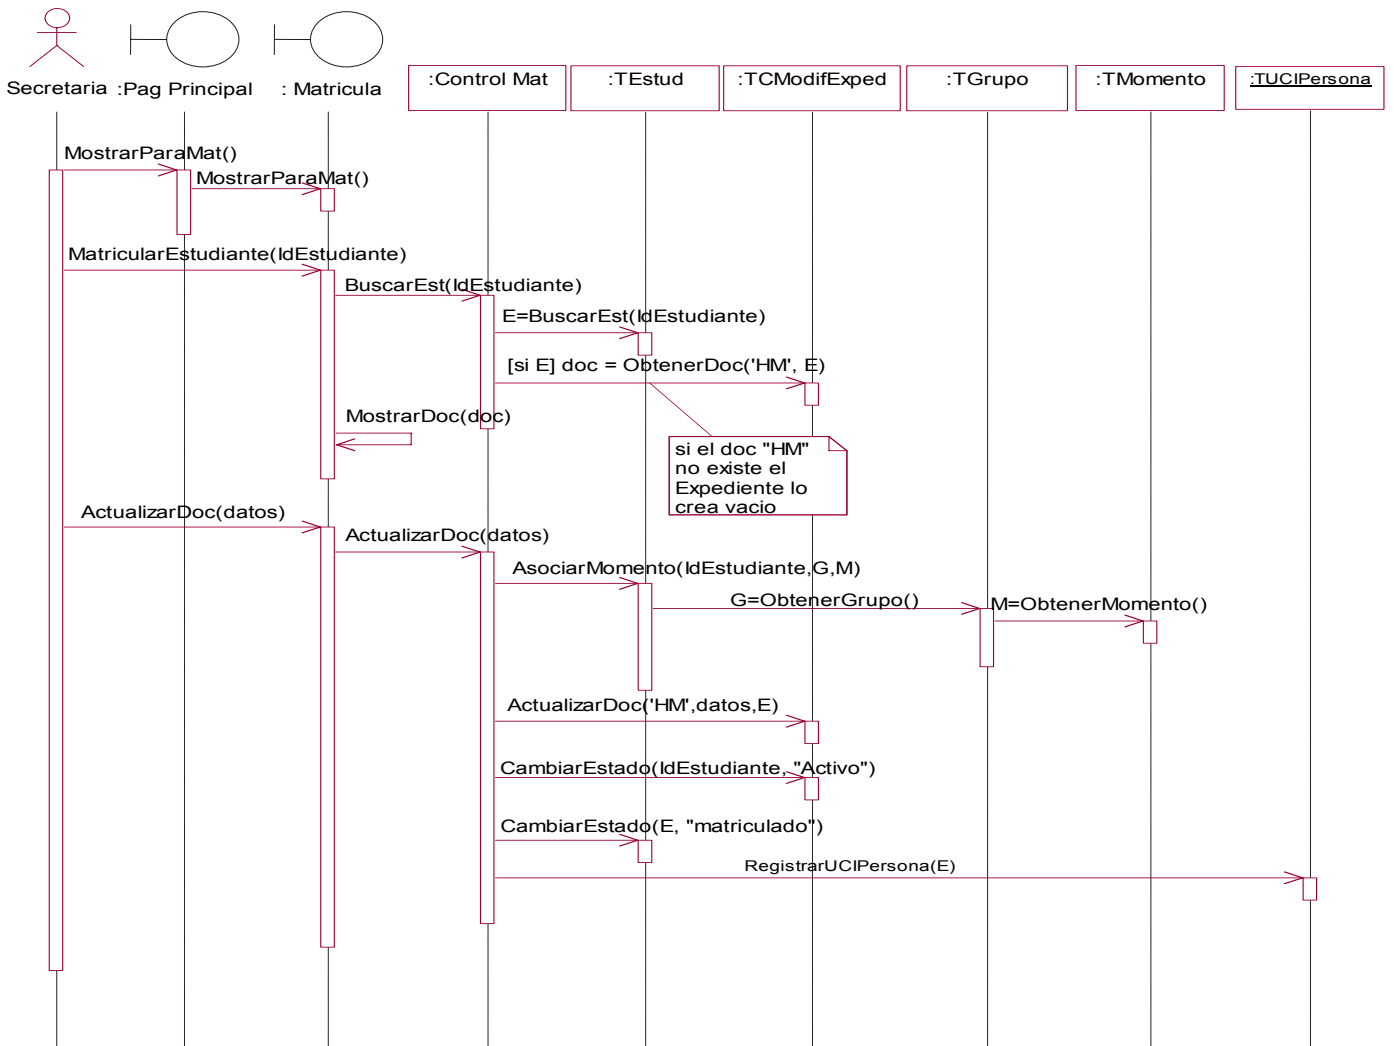 Secretaria
:Pag Principal
: Matricula
:Control Mat
:TEstud
:TCModifExped
:TGrupo
:TMomento
:TUCIPersona
MostrarParaMat()
MostrarParaMat()
MatricularEstudiante(IdEstudiante)
BuscarEst(IdEstudiante)
E=BuscarEst(IdEstudiante)
[si E] doc = ObtenerDoc('HM', E)
MostrarDoc(doc)
si el doc "HM"
no existe el
Expediente lo
crea vacio
ActualizarDoc(datos)
ActualizarDoc(datos)
AsociarMomento(IdEstudiante,G,M)
G=ObtenerGrupo()
M=ObtenerMomento()
ActualizarDoc('HM',datos,E)
CambiarEstado(IdEstudiante, "Activo")
CambiarEstado(E, "matriculado")
RegistrarUCIPersona(E)